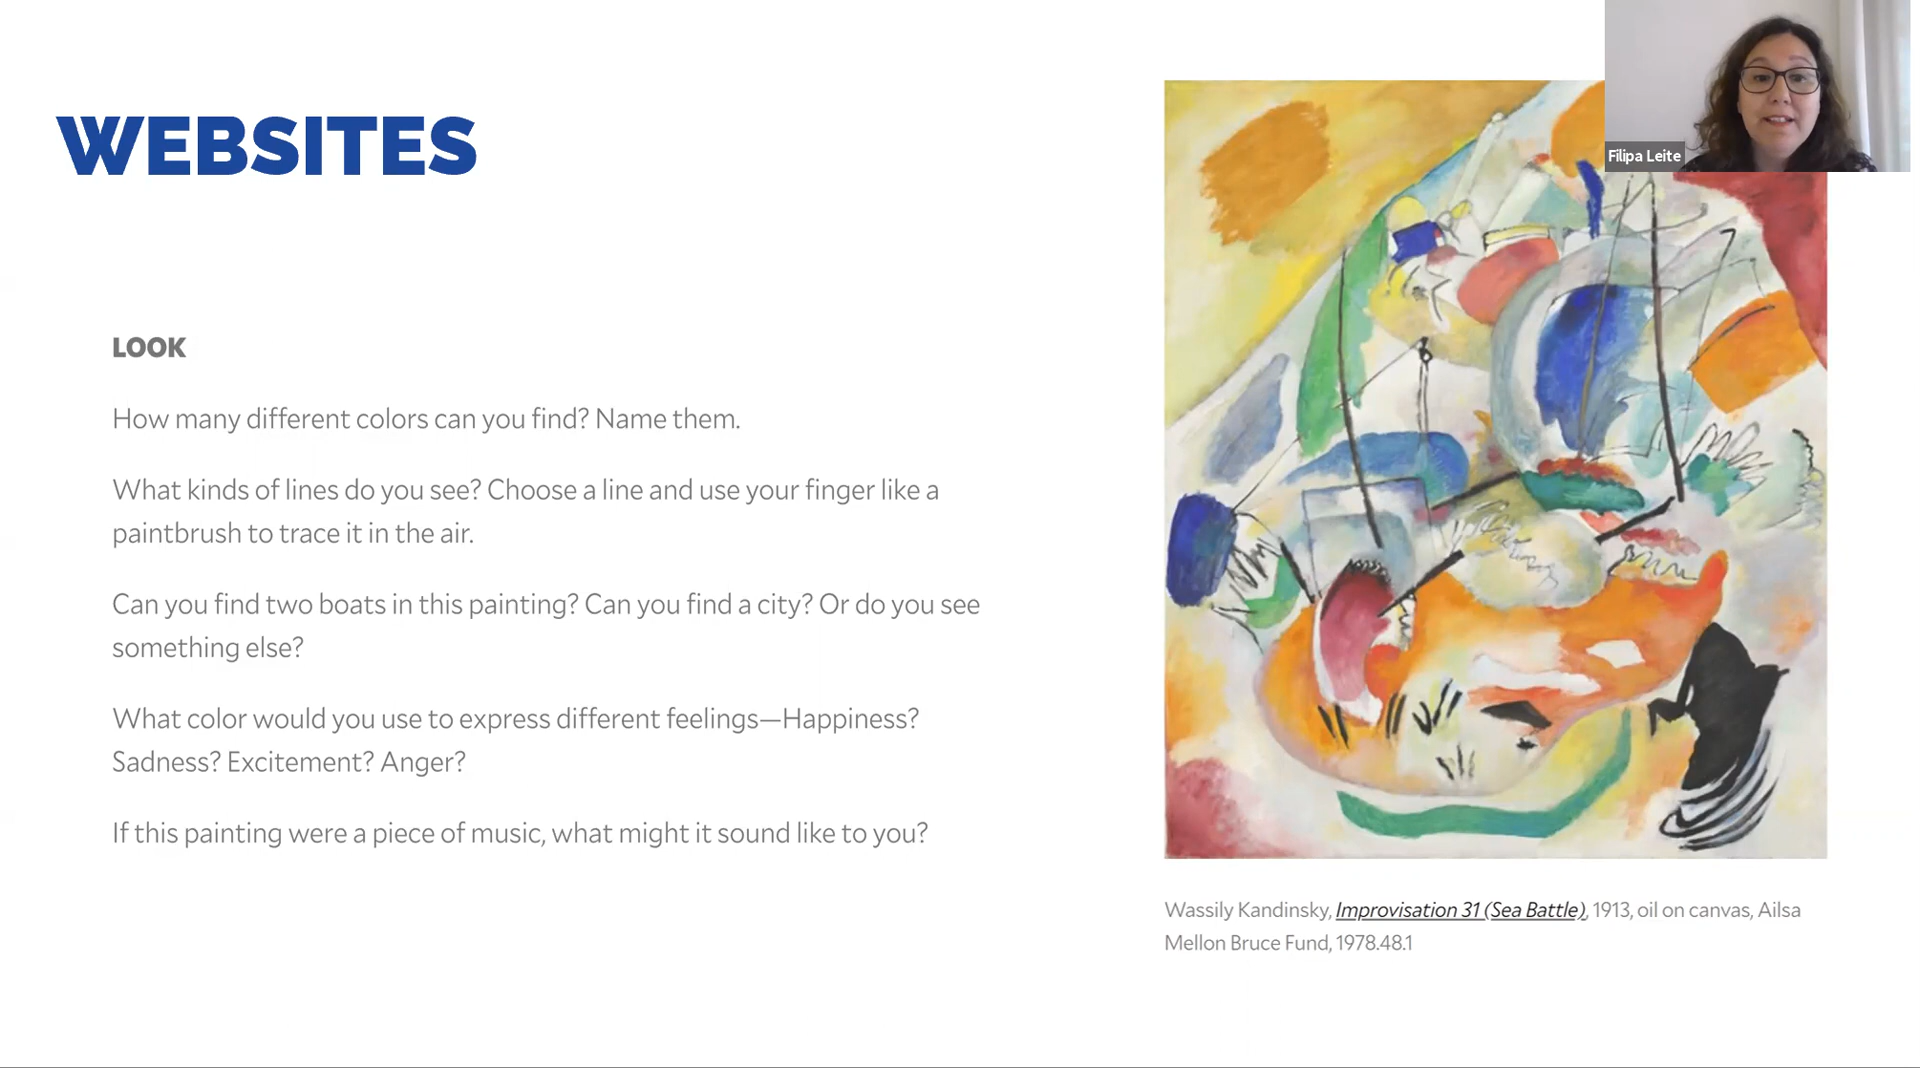 WEBSITES
Filipa Leite
LOOK
How many different colors can you find? Name them.
What kinds of lines do you see? Choose a line and use your finger like a
paintbrush to trace it in the air.
Can you find two boats in this painting? Can you find a city? Or do you see
something else?
What color would you use to express different feelings—Happiness?
Sadness? Excitement? Anger?
If this painting were a piece of music, what might it sound like to you?
Wassily Kandinsky, Improvisation 31 (Sea Battle), 1913, oil on canvas, Ailsa
Mellon Bruce Fund, 1978.48.1